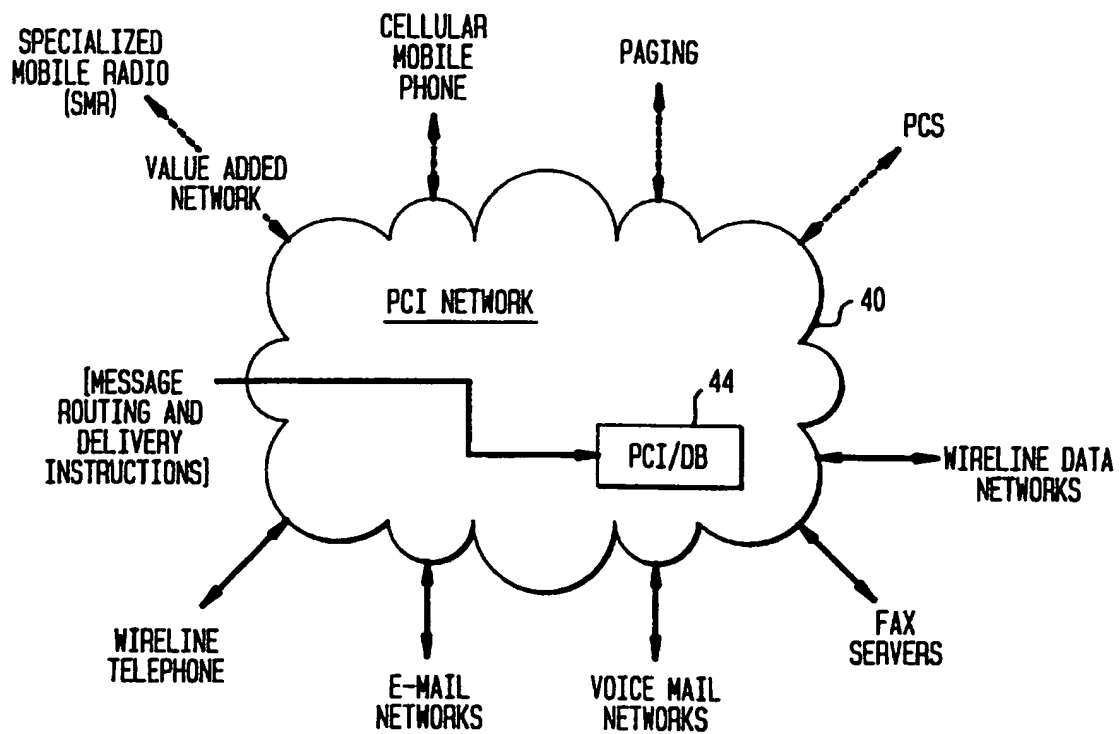 SPECIALIZED
MOBILE RADIO
(SMR)
CELLULAR
MOBILE
PHONE
PAGING
PCS
VALUE ADDED
NETWORK
PCI NETWORK
40
[MESSAGE
ROUTING AND
DELIVERY
INSTRUCTIONS]
44
PCI/DB
WIRELINE DATA
NETWORKS
WIRELINE
TELEPHONE
E-MAIL
NETWORKS
VOICE MAIL
NETWORKS
FAX
SERVERS